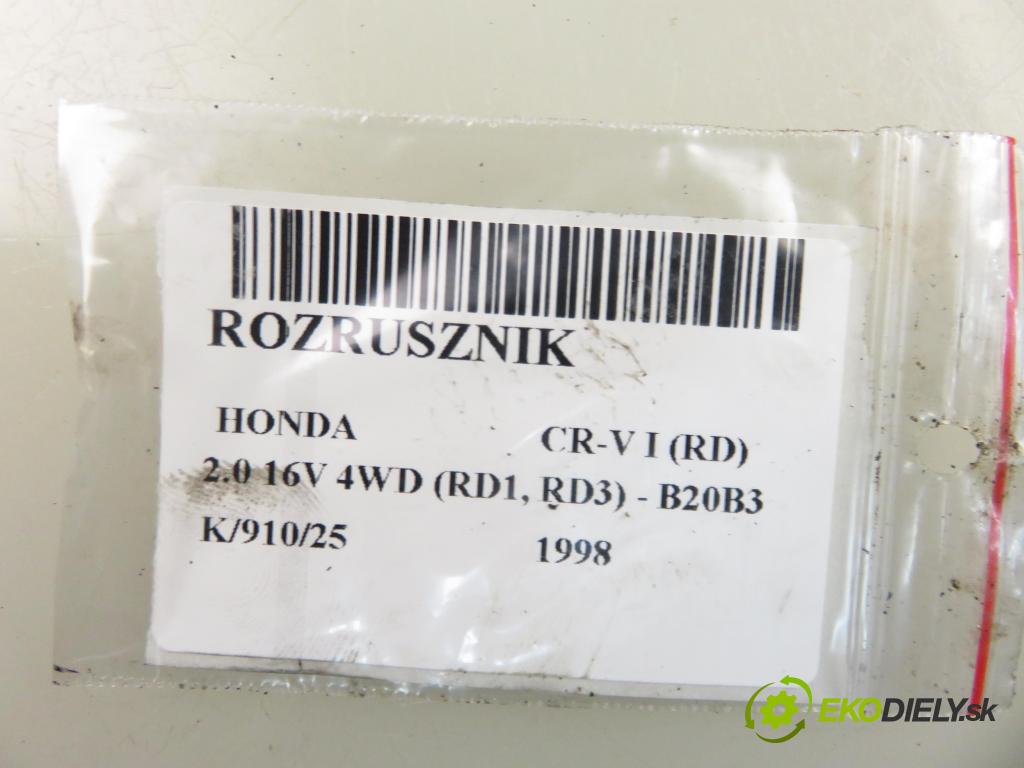 ROZRUSZNIK
HONDA CR-V I (RD)
2.0 16V 4WD (RD1, RD3) - B20B3
K/910/25 1998
EKODIELY.sk